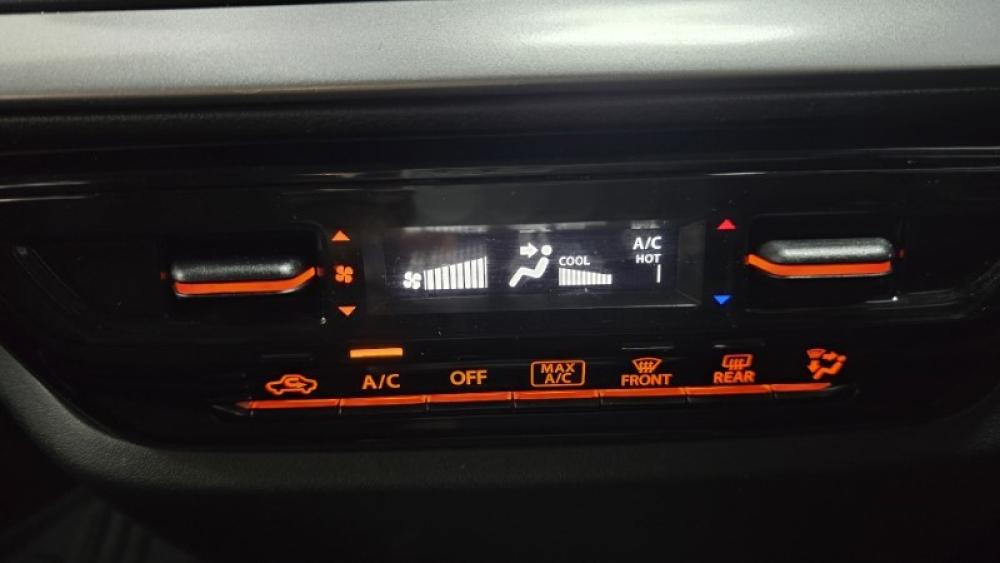 A/C
COOL HOT
A/C OFF MAX
A/C FRONT REAR